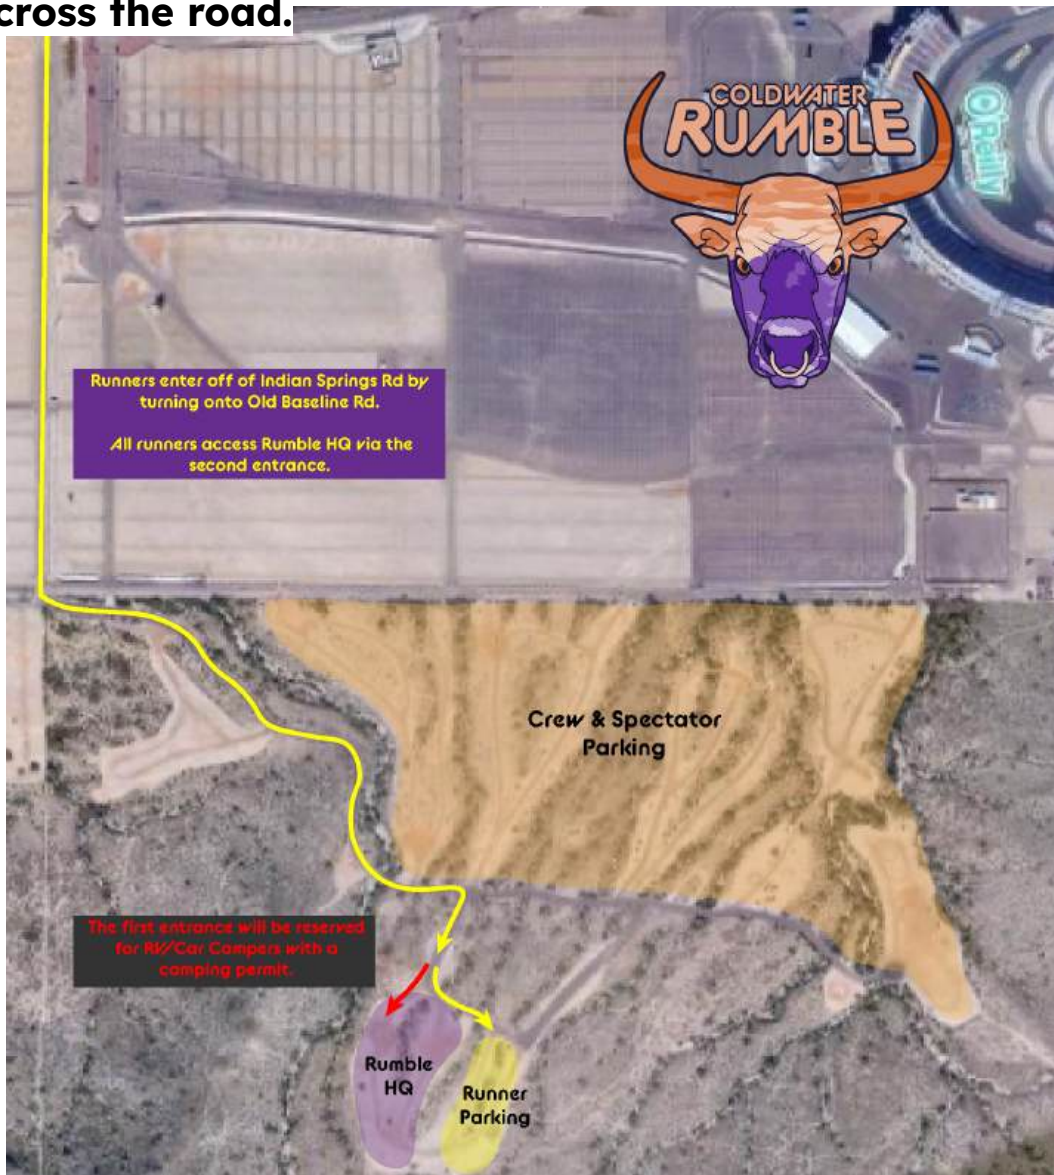 cross the road.
COLDWATER
RUMBLE
O'Reilly
Runners enter off of Indian Springs Rd by
turning onto Old Baseline Rd.
All runners access Rumble HQ via the
second entrance.
Crew & Spectator
Parking
The first entrance will be reserved
for RV/Car Campers with a
camping permit.
Rumble
HQ
Runner
Parking